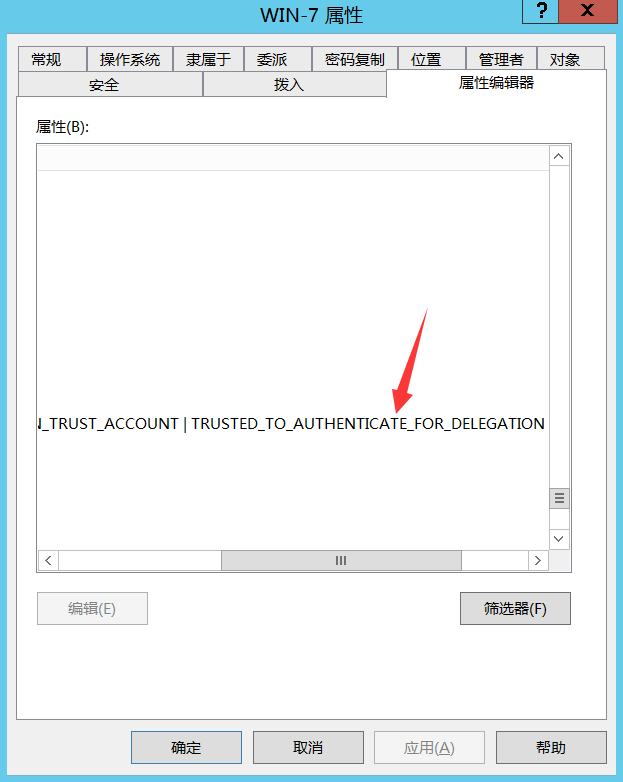 WIN-7 属性
常规 操作系统 隶属于 委派 密码复制 位置 管理者 对象
安全 拨入 属性编辑器
属性(B):
N_TRUST_ACCOUNT | TRUSTED_TO_AUTHENTICATE_FOR_DELEGATION
编辑(E) 筛选器(F)
确定 取消 应用(A) 帮助